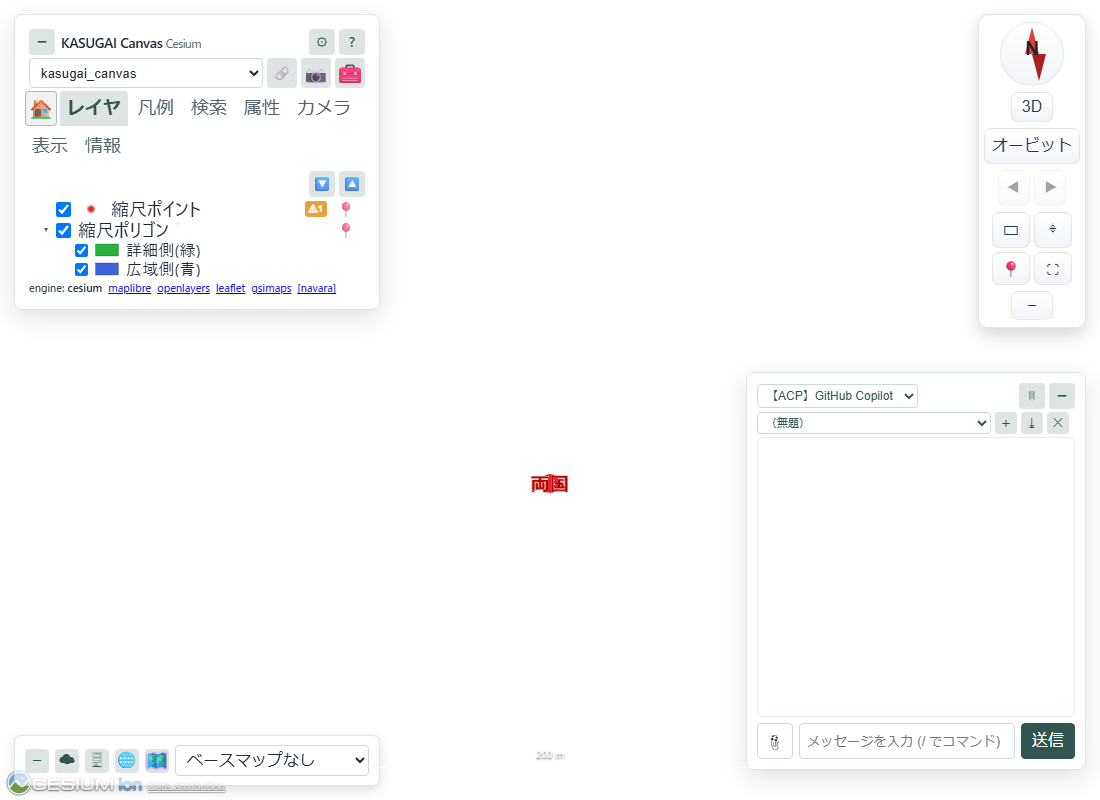 KASUGAI Canvas Cesium
?
kasugai_canvas
レイヤ 凡例 検索 属性 カメラ
表示 情報
縮尺ポイント
1
縮尺ポリゴン
詳細側(緑)
広域側(青)
engine: cesium maplibre openlayers leaflet gsimaps [navara]
N
3D
オービット
【ACP】GitHub Copilot
（無題）
両国
メッセージを入力 (/ でコマンド)
送信
200 m
ベースマップなし
CESIUM ion Data attribution